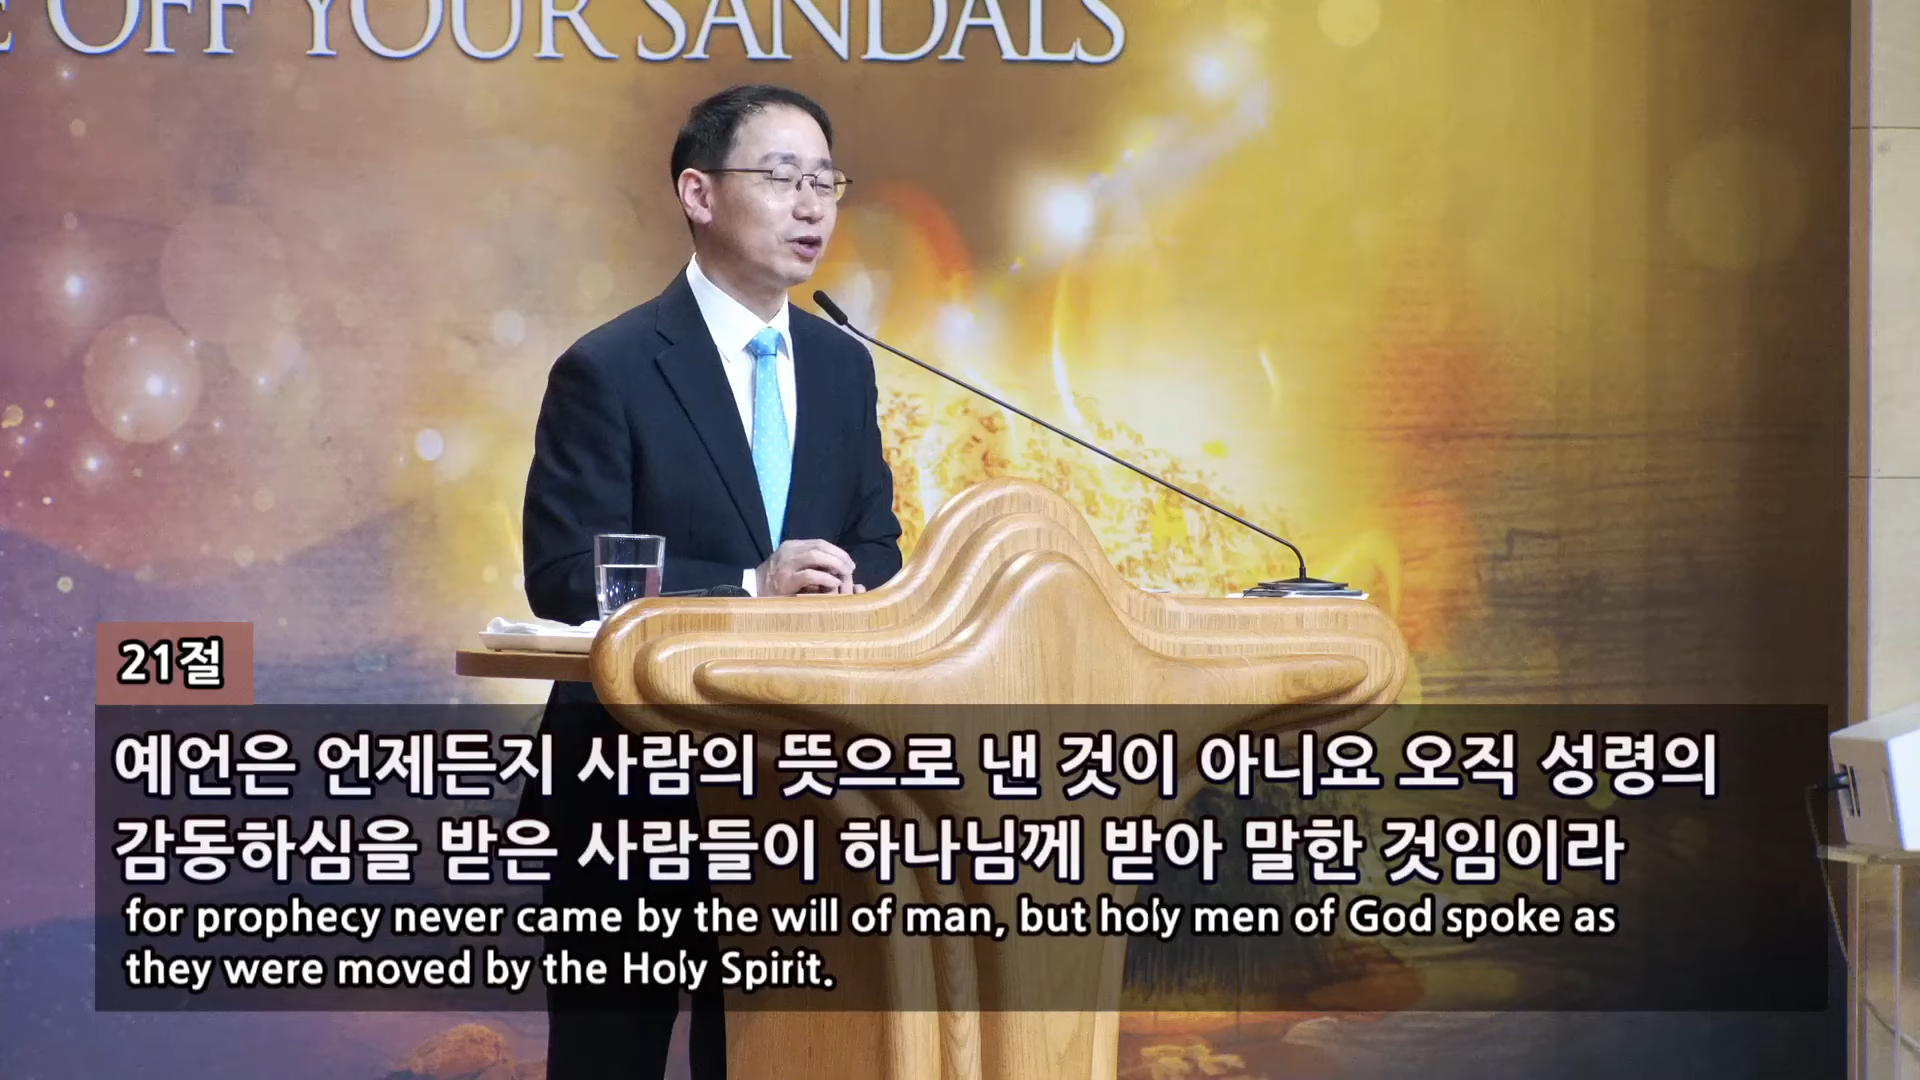 OFF YOUR SANDALS
21절
예언은 언제든지 사람의 뜻으로 낸 것이 아니요 오직 성령의
감동하심을 받은 사람들이 하나님께 받아 말한 것임이라
for prophecy never came by the will of man, but holy men of God spoke as
they were moved by the Holy Spirit.